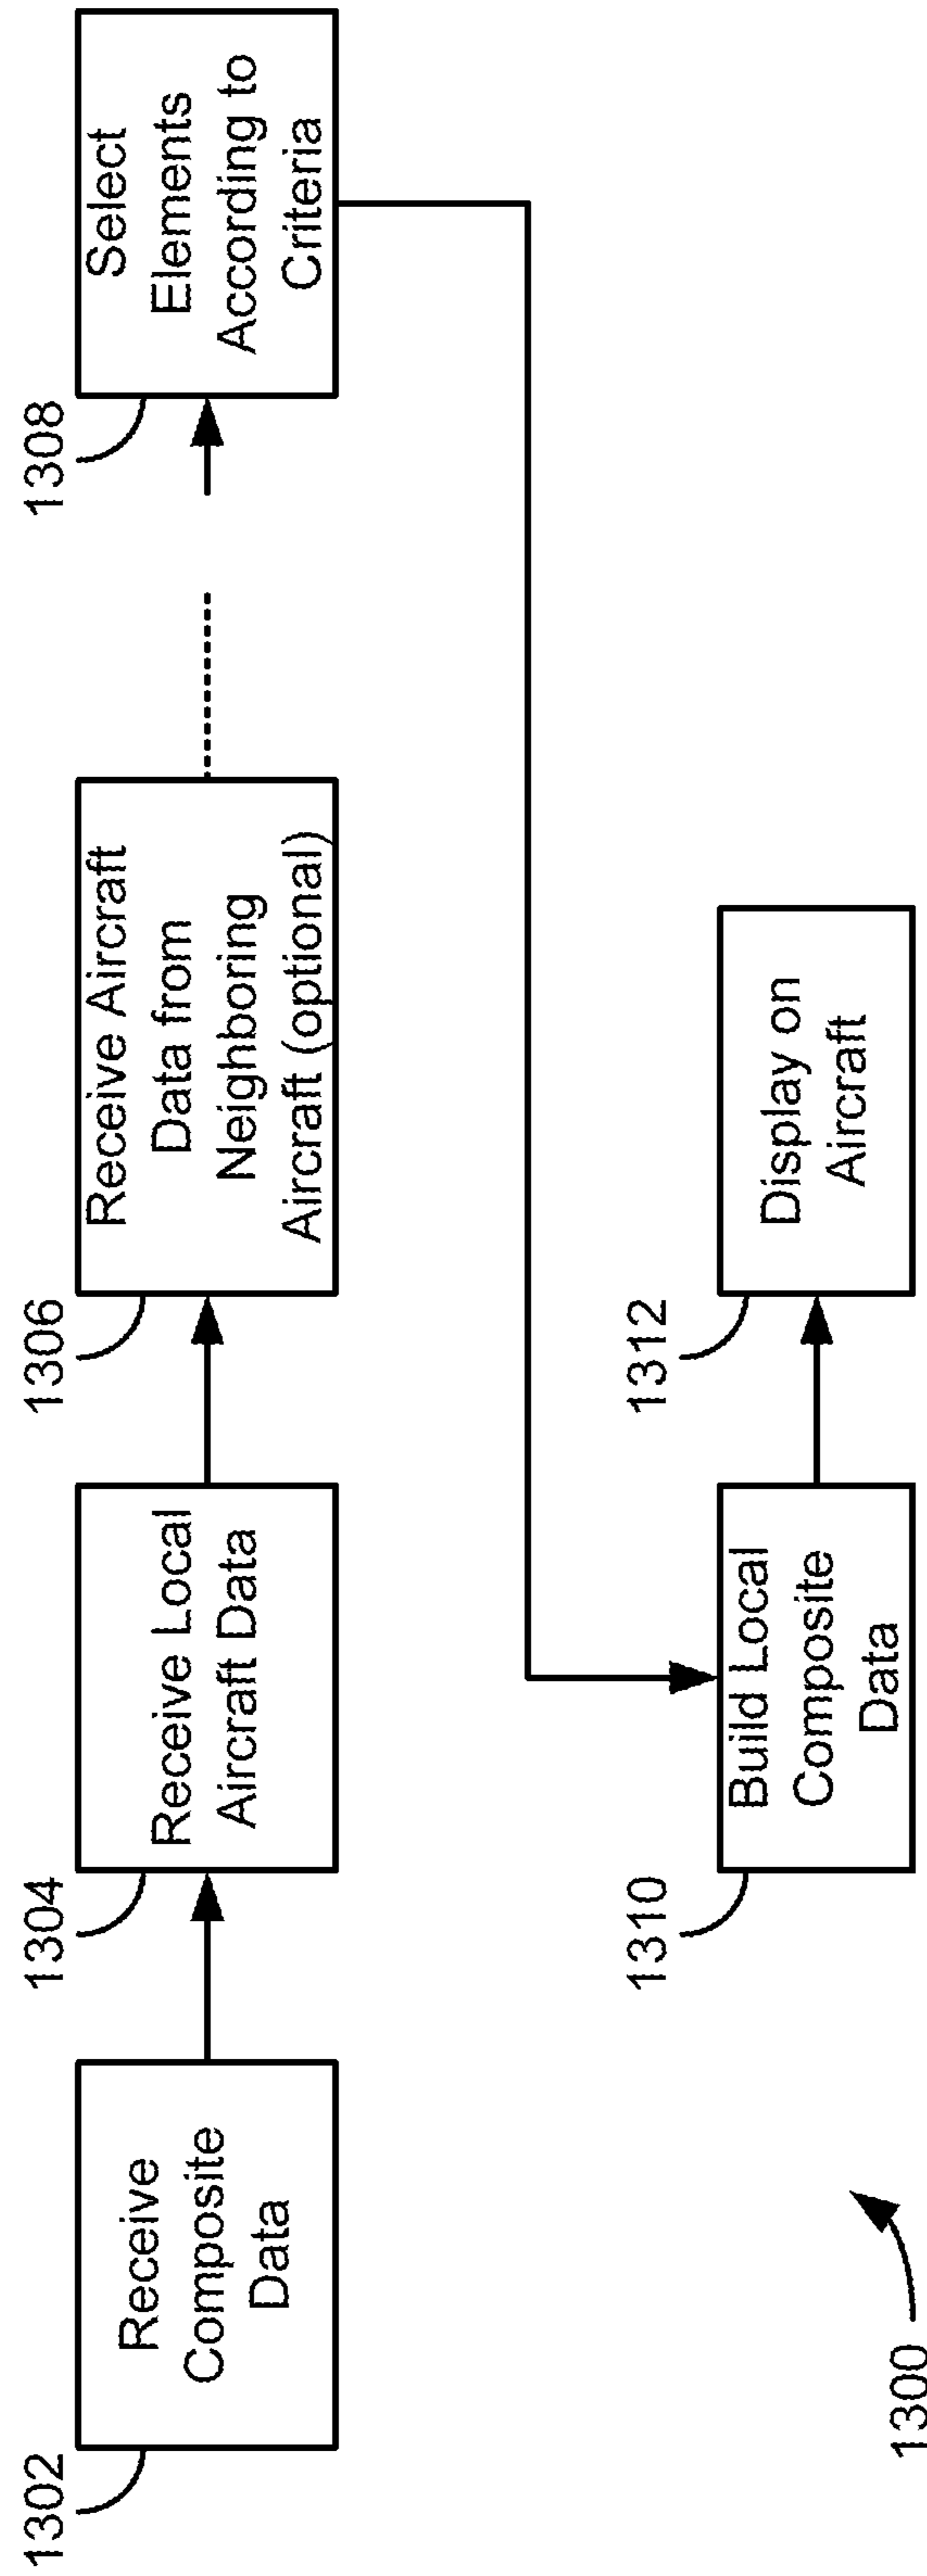 1302
Receive
Composite
Data
1304
Receive Local
Aircraft Data
1306
Receive Aircraft
Data from
Neighboring
Aircraft (optional)
1308
Select
Elements
According to
Criteria
1310
Build Local
Composite
Data
1312
Display on
Aircraft
1300